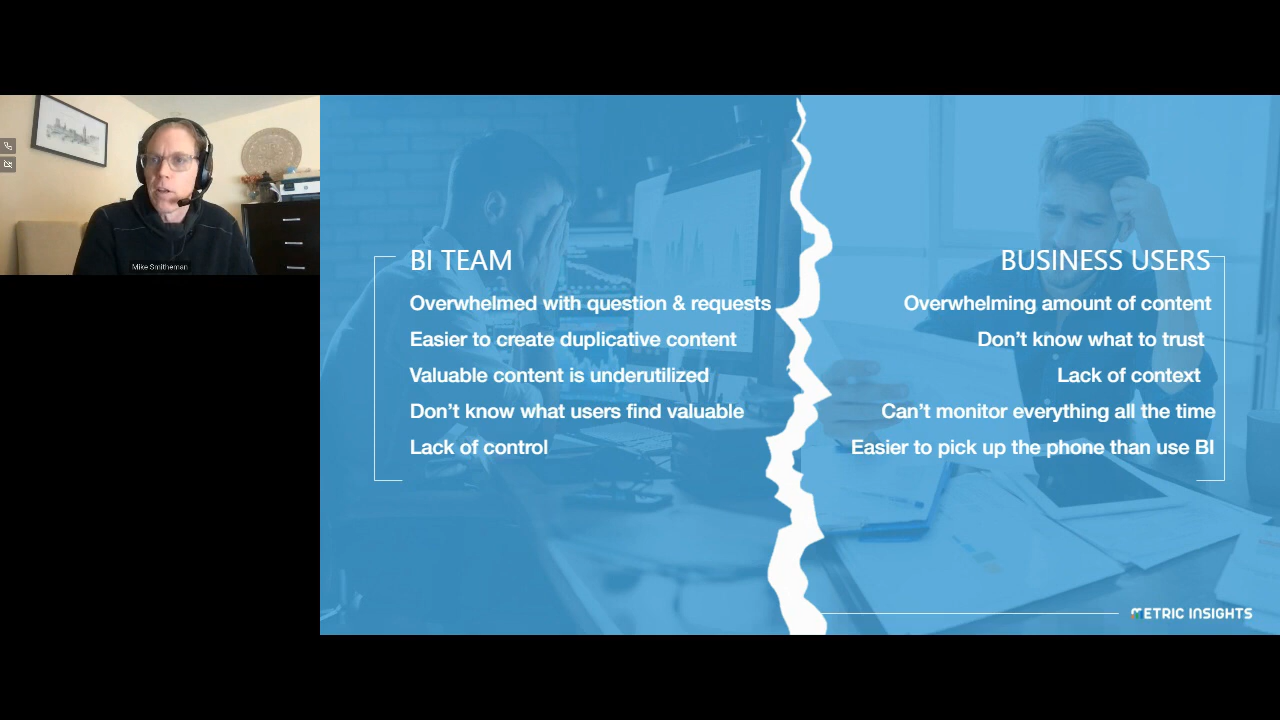 Mike Smitheman
BI TEAM
Overwhelmed with question & requests
Easier to create duplicative content
Valuable content is underutilized
Don’t know what users find valuable
Lack of control
BUSINESS USERS
Overwhelming amount of content
Don’t know what to trust
Lack of context
Can’t monitor everything all the time
Easier to pick up the phone than use BI
METRIC INSIGHTS